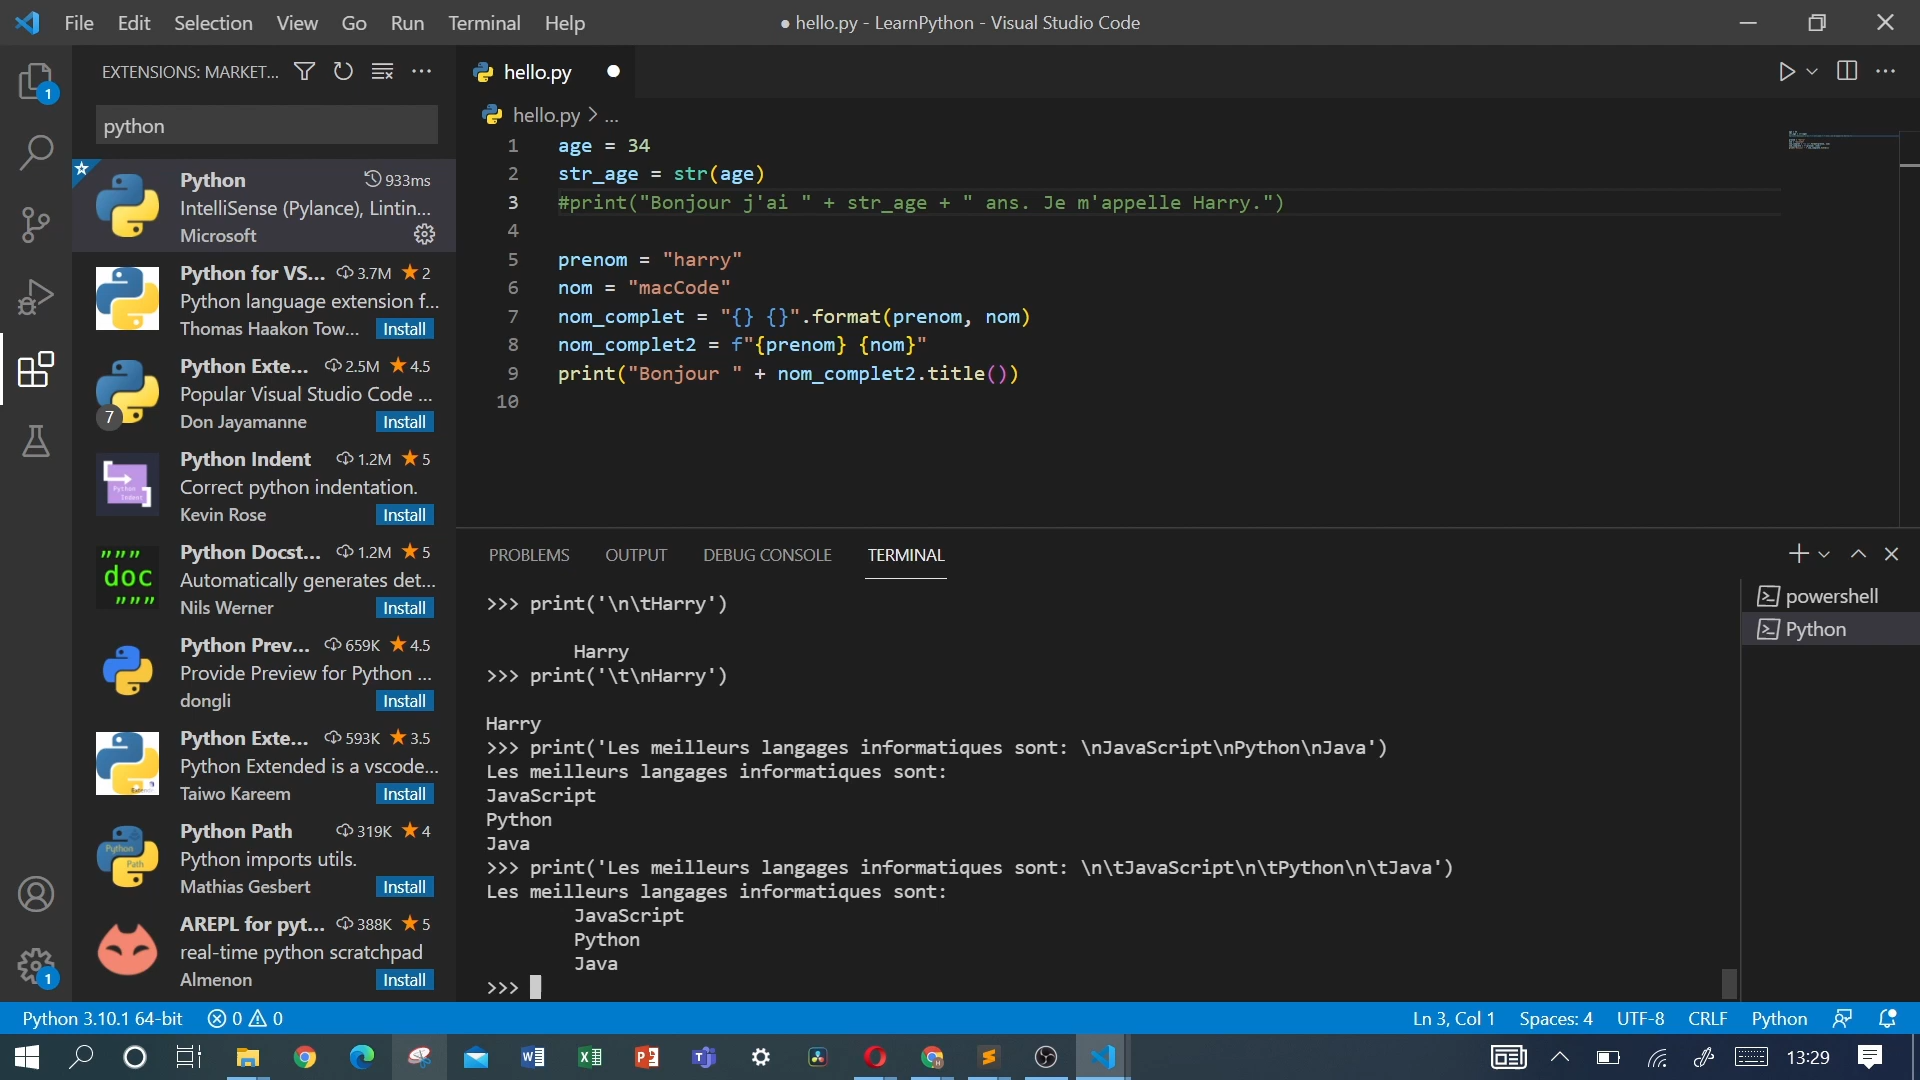 File Edit Selection View Go Run Terminal Help
● hello.py - LearnPython - Visual Studio Code
EXTENSIONS: MARKET...
python
Python 933ms
IntelliSense (Pylance), Lintin...
Microsoft
Python for VS... 3.7M 2
Python language extension f...
Thomas Haakon Tow... Install
Python Exte... 2.5M 4.5
Popular Visual Studio Code ...
Don Jayamanne Install
7
Python Indent 1.2M 5
Correct python indentation.
Kevin Rose Install
Python Docst... 1.2M 5
Automatically generates det...
Nils Werner Install
Python Prev... 659K 4.5
Provide Preview for Python ...
dongli Install
Python Exte... 593K 3.5
Python Extended is a vscode...
Taiwo Kareem Install
Python Path 319K 4
Python imports utils.
Mathias Gesbert Install
AREPL for pyt... 388K 5
real-time python scratchpad
Almenon Install
1
1
""" doc """
Python Indent
Python Path
hello.py
hello.py > ...
1 age = 34
2 str_age = str(age)
3 #print("Bonjour j'ai " + str_age + " ans. Je m'appelle Harry.")
4
5 prenom = "harry"
6 nom = "macCode"
7 nom_complet = "{} {}".format(prenom, nom)
8 nom_complet2 = f"{prenom} {nom}"
9 print("Bonjour " + nom_complet2.title())
10
PROBLEMS OUTPUT DEBUG CONSOLE TERMINAL
>>> print('\n\tHarry')
Harry
>>> print('\t\nHarry')
Harry
>>> print('Les meilleurs langages informatiques sont: \nJavaScript\nPython\nJava')
Les meilleurs langages informatiques sont:
JavaScript
Python
Java
>>> print('Les meilleurs langages informatiques sont: \n\tJavaScript\n\tPython\n\tJava')
Les meilleurs langages informatiques sont:
JavaScript
Python
Java
>>>
powershell
Python
Python 3.10.1 64-bit 0 0
Ln 3, Col 1 Spaces: 4 UTF-8 CRLF Python
13:29